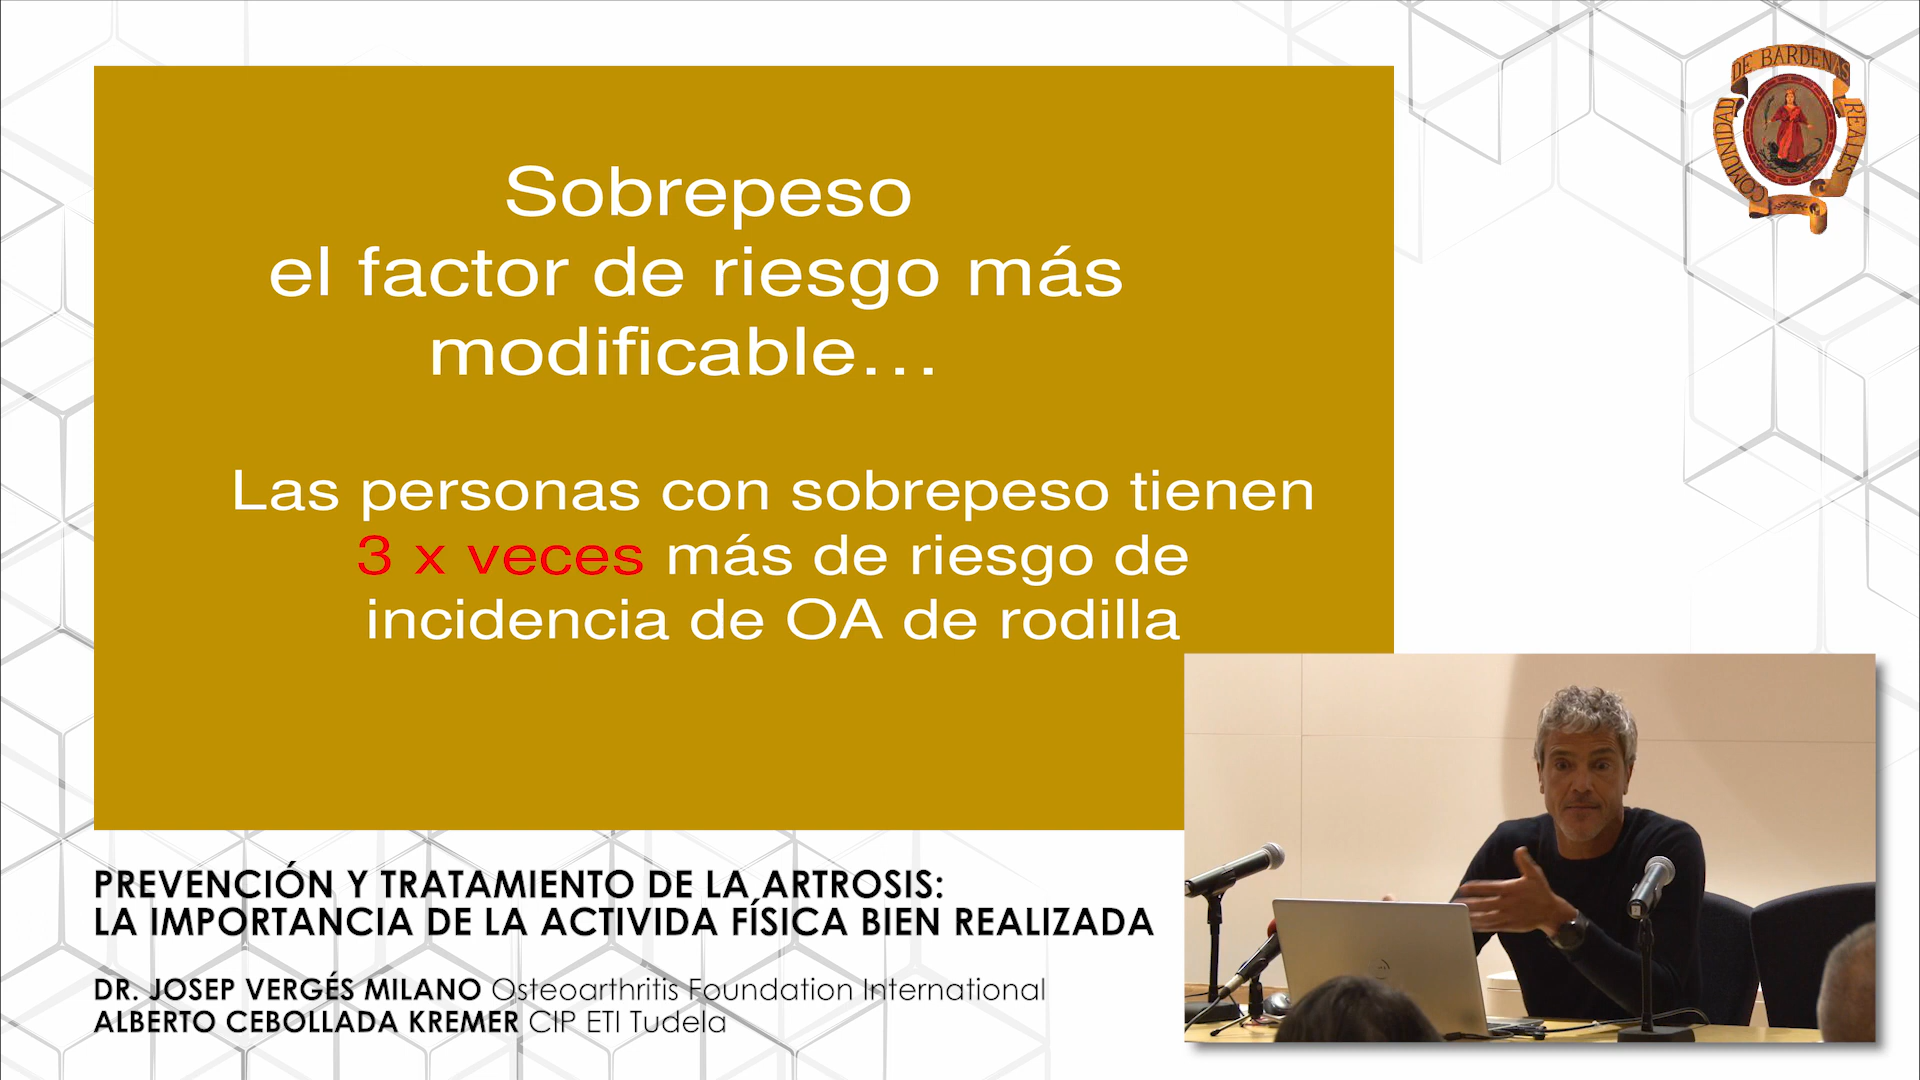 Sobrepeso
el factor de riesgo más
modificable...
Las personas con sobrepeso tienen
3 x veces más de riesgo de
incidencia de OA de rodilla
COMUNIDAD DE BARDENAS REALES
PREVENCIÓN Y TRATAMIENTO DE LA ARTROSIS:
LA IMPORTANCIA DE LA ACTIVIDA FÍSICA BIEN REALIZADA
DR. JOSEP VERGÉS MILANO Osteoarthritis Foundation International
ALBERTO CEBOLLADA KREMER CIP ETI Tudela